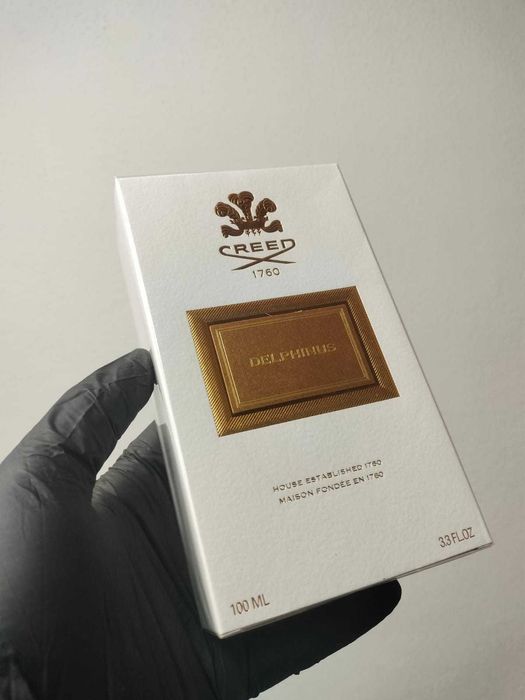 CREED
1760
DELPHINUS
HOUSE ESTABLISHED 1760
MAISON FONDÉE EN 1760
100 ML
3.3 FL.OZ